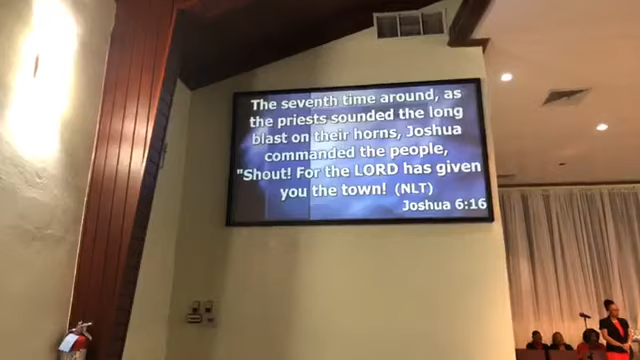 The seventh time around, as
the priests sounded the long
blast on their horns, Joshua
commanded the people,
"Shout! For the LORD has given
you the town! (NLT)
Joshua 6:16